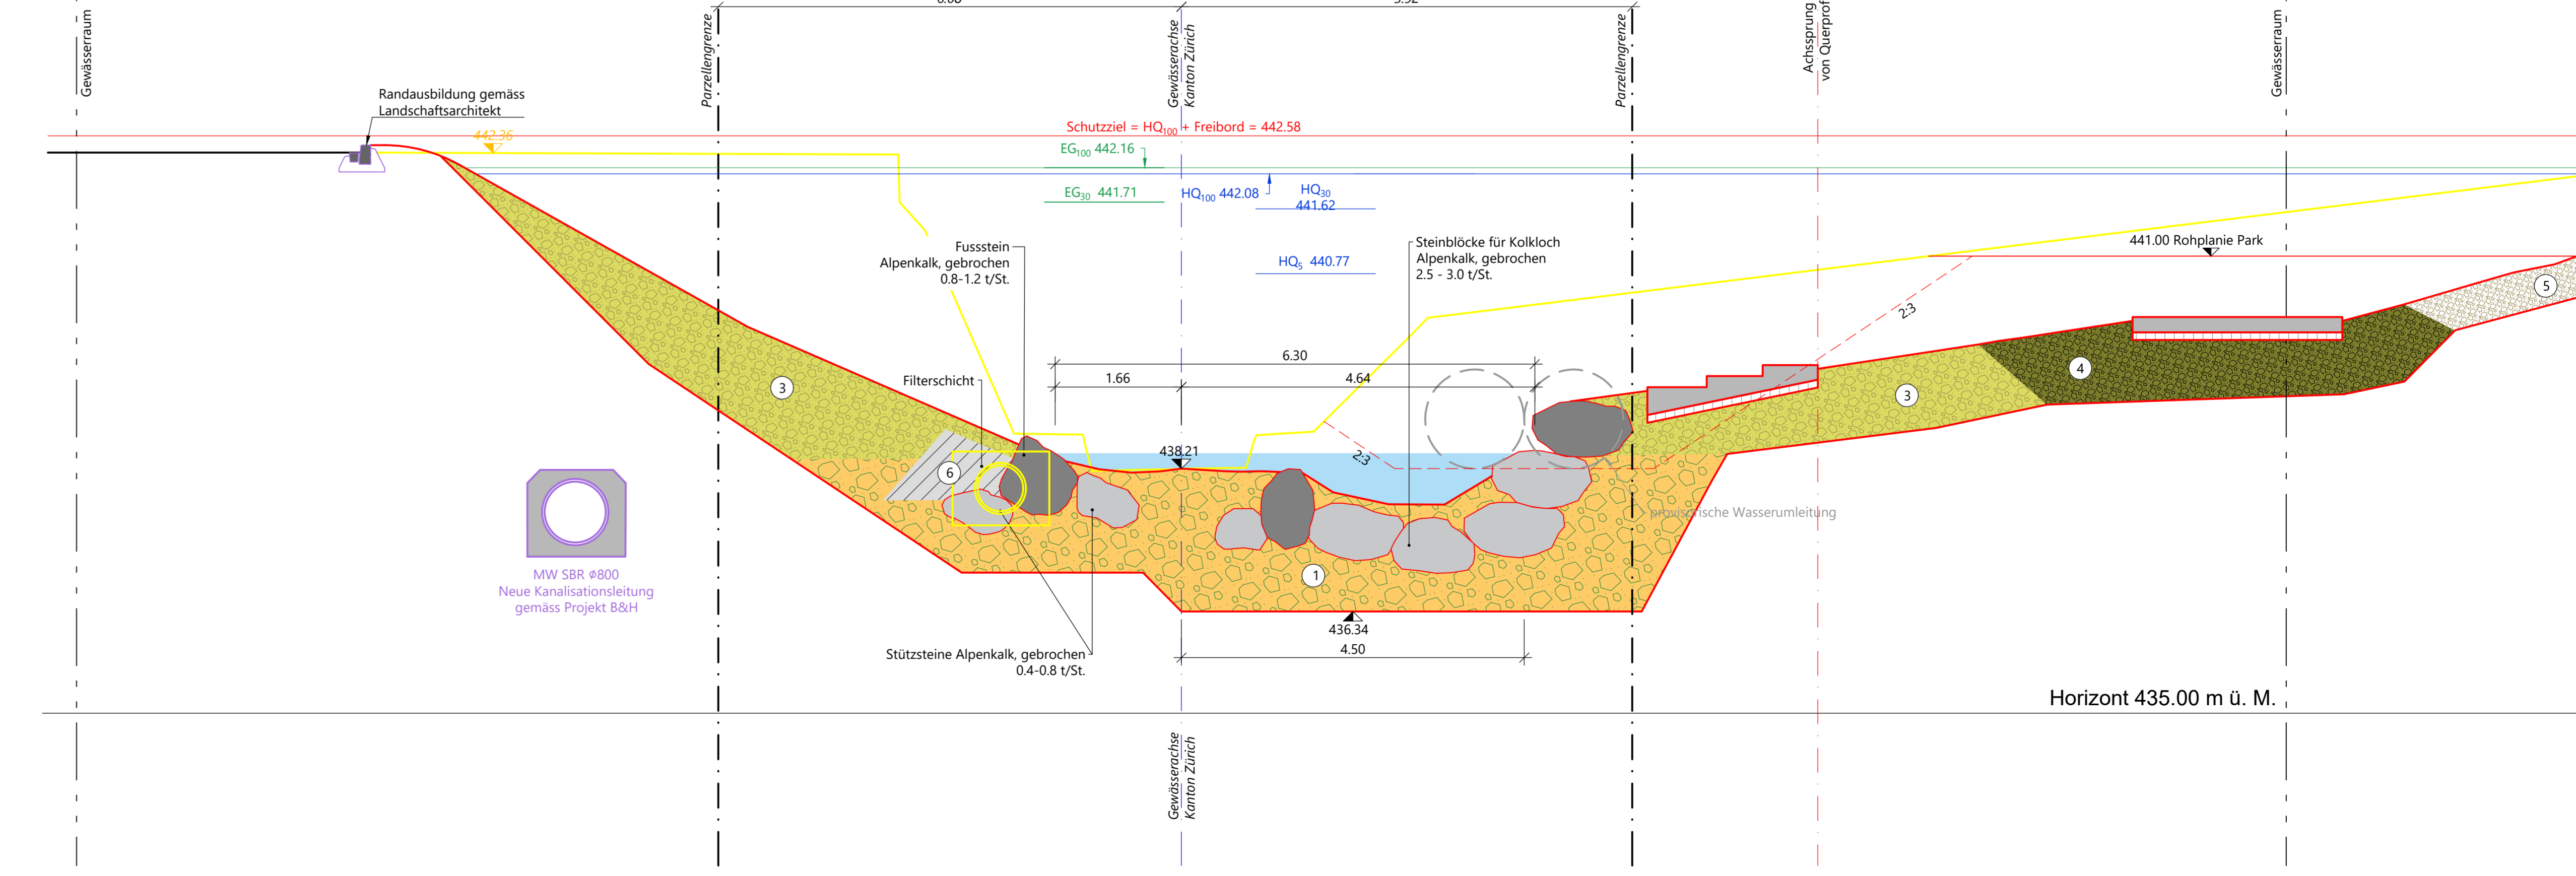 Gewässerraum
Parzellengrenze
Gewässerachse
Kanton Zürich
Parzellengrenze
Achssprung
von Querprof
Gewässerraum
Randausbildung gemäss
Landschaftsarchitekt
442.36
Schutzziel = HQ100 + Freibord = 442.58
EG100 442.16
EG30 441.71
HQ100 442.08
HQ30
441.62
HQ5 440.77
Fussstein
Alpenkalk, gebrochen
0.8-1.2 t/St.
Steinblöcke für Kolkloch
Alpenkalk, gebrochen
2.5 - 3.0 t/St.
441.00 Rohplanie Park
2:3
5
6.30
1.66
4.64
Filterschicht
3
4
3
438.21
2:3
6
provisorische Wasserumleitung
1
MW SBR ø800
Neue Kanalisationsleitung
gemäss Projekt B&H
436.34
4.50
Stützsteine Alpenkalk, gebrochen
0.4-0.8 t/St.
Horizont 435.00 m ü. M.
Gewässerachse
Kanton Zürich